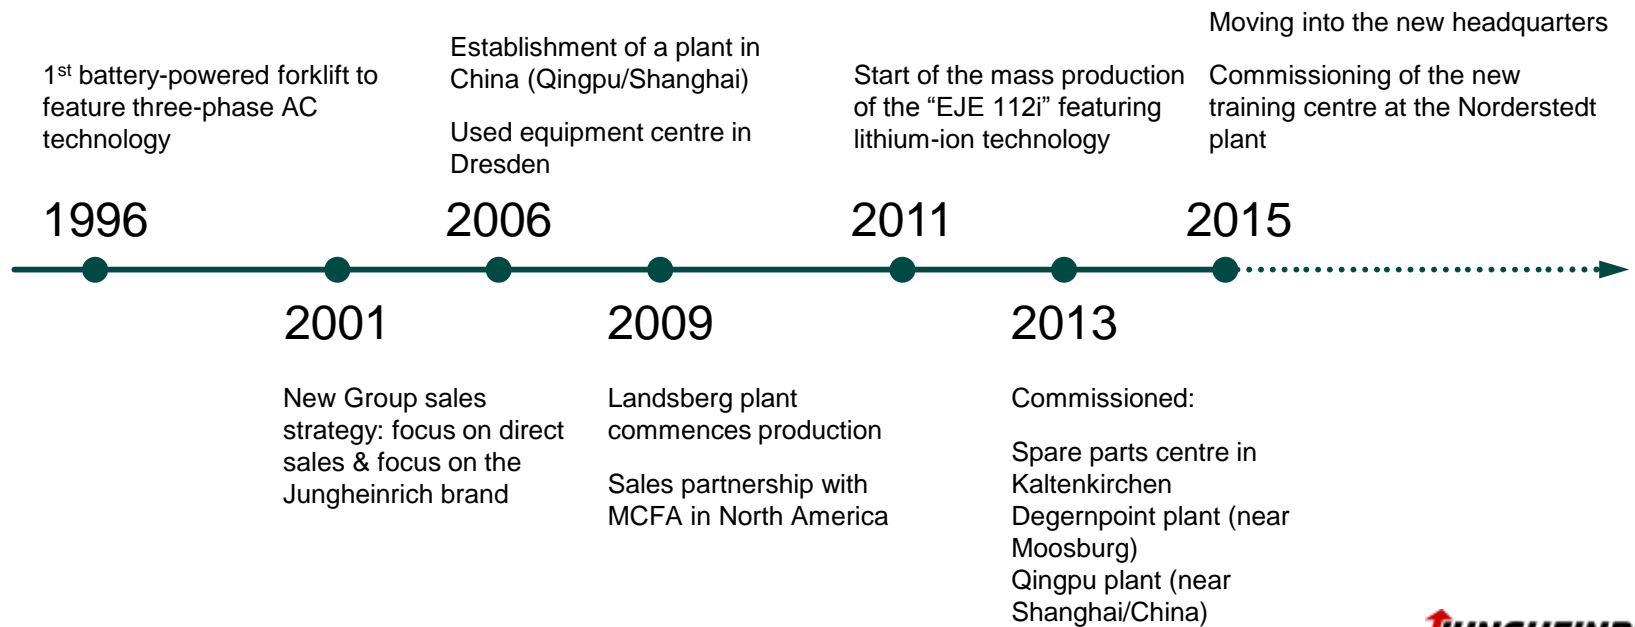 1st battery-powered forklift to
feature three-phase AC
technology
1996
2001
New Group sales
strategy: focus on direct
sales & focus on the
Jungheinrich brand
Establishment of a plant in
China (Qingpu/Shanghai)
Used equipment centre in
Dresden
2006
2009
Landsberg plant
commences production
Sales partnership with
MCFA in North America
Start of the mass production
of the “EJE 112i” featuring
lithium-ion technology
2011
2013
Commissioned:
Spare parts centre in
Kaltenkirchen
Degernpoint plant (near
Moosburg)
Qingpu plant (near
Shanghai/China)
Moving into the new headquarters
Commissioning of the new
training centre at the Norderstedt
plant
2015